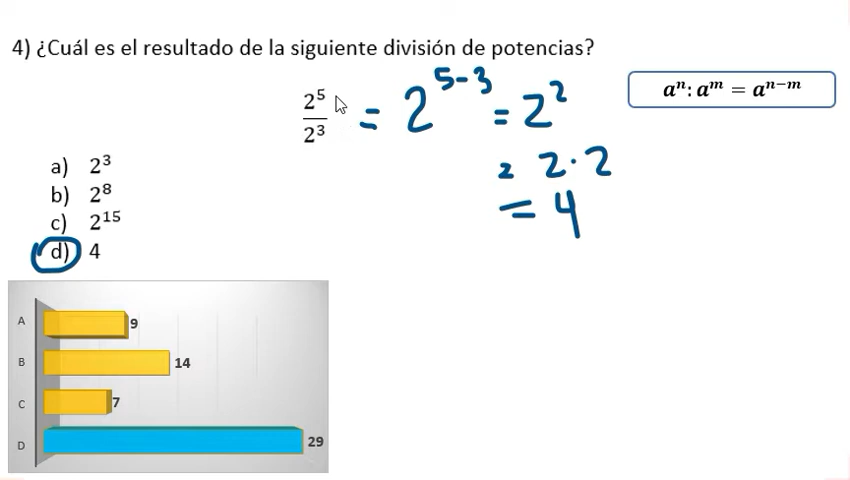 4) ¿Cuál es el resultado de la siguiente división de potencias?
2⁵/2³ = 2⁵⁻³ = 2²
aⁿ: aᵐ = aⁿ⁻ᵐ
= 2·2
= 4
a) 2³
b) 2⁸
c) 2¹⁵
d) 4
A 9
B 14
C 7
D 29